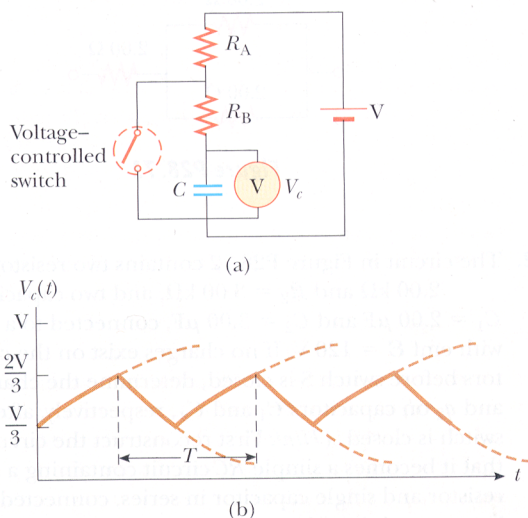 R_A
R_B
V
Voltage–
controlled
switch
C
V
V_c
(a)
V_c(t)
V
2V
3
V
3
T
t
(b)